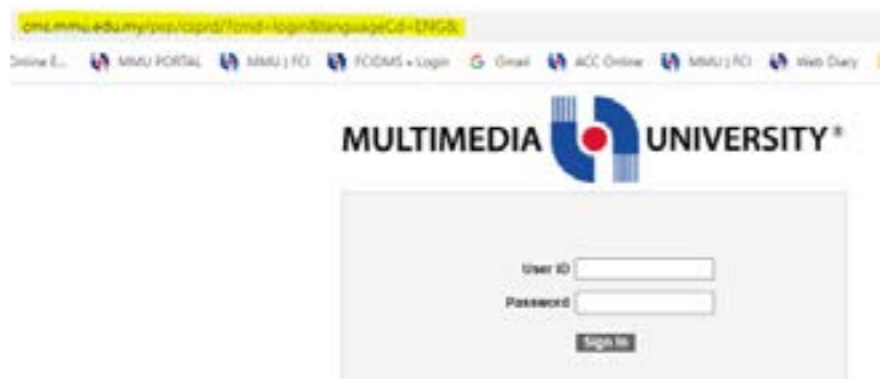 cms.mmu.edu.my/psp/csprd/?cmd=login&languageCd=ENG&
Online E... MMU PORTAL MMU | FCI FCIDMS • Login Gmail ACC Online MMU | FCI Web Diary
MULTIMEDIA UNIVERSITY®
User ID
Password
Sign In